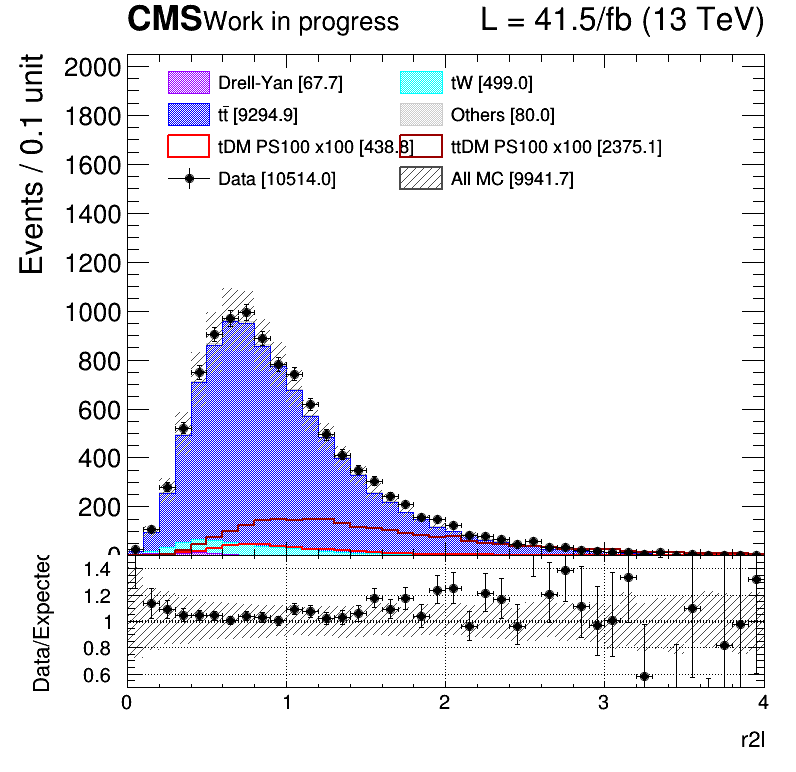 CMS Work in progress L = 41.5/fb (13 TeV)
Events / 0.1 unit
2000
1800
1600
1400
1200
1000
800
600
400
200
0
Drell-Yan [67.7] tW [499.0]
tt̄ [9294.9] Others [80.0]
tDM PS100 x100 [438.8] ttDM PS100 x100 [2375.1]
Data [10514.0] All MC [9941.7]
Data/Expected
1.4
1.2
1
0.8
0.6
0 1 2 3 4
r2l